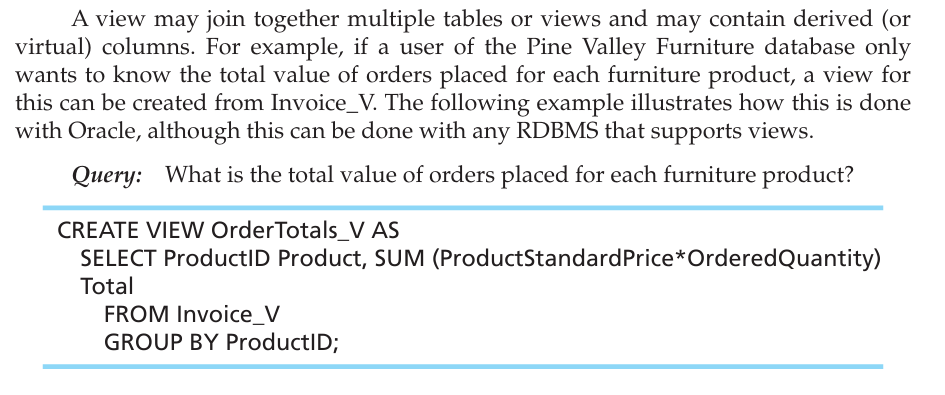 A view may join together multiple tables or views and may contain derived (or
virtual) columns. For example, if a user of the Pine Valley Furniture database only
wants to know the total value of orders placed for each furniture product, a view for
this can be created from Invoice_V. The following example illustrates how this is done
with Oracle, although this can be done with any RDBMS that supports views.
Query: What is the total value of orders placed for each furniture product?
CREATE VIEW OrderTotals_V AS
SELECT ProductID Product, SUM (ProductStandardPrice*OrderedQuantity)
Total
FROM Invoice_V
GROUP BY ProductID;